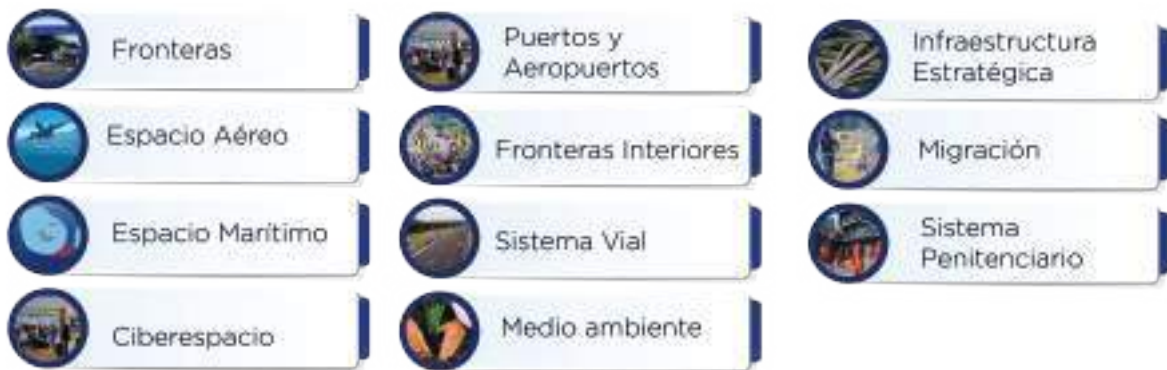 Fronteras
Espacio Aéreo
Espacio Marítimo
Ciberespacio
Puertos y
Aeropuertos
Fronteras Interiores
Sistema Vial
Medio ambiente
Infraestructura
Estratégica
Migración
Sistema
Penitenciario